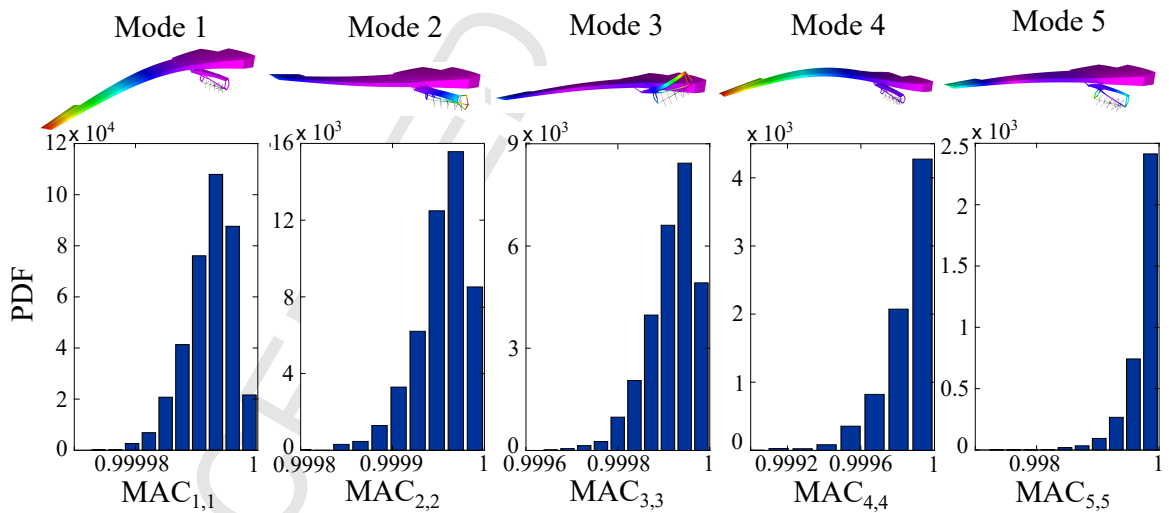 Mode 1 Mode 2 Mode 3 Mode 4 Mode 5
x 10⁴ x 10³ x 10³ x 10³ x 10³
12 10 8 6 4 2 0
16 12 8 4 0
9 6 3 0
4 3 2 1 0
2.5 2 1.5 1 0.5 0
PDF
0.99998 1 0.9998 0.9999 1 0.9996 0.9998 1 0.9992 0.9996 1 0.998 1
MAC₁,₁ MAC₂,₂ MAC₃,₃ MAC₄,₄ MAC₅,₅